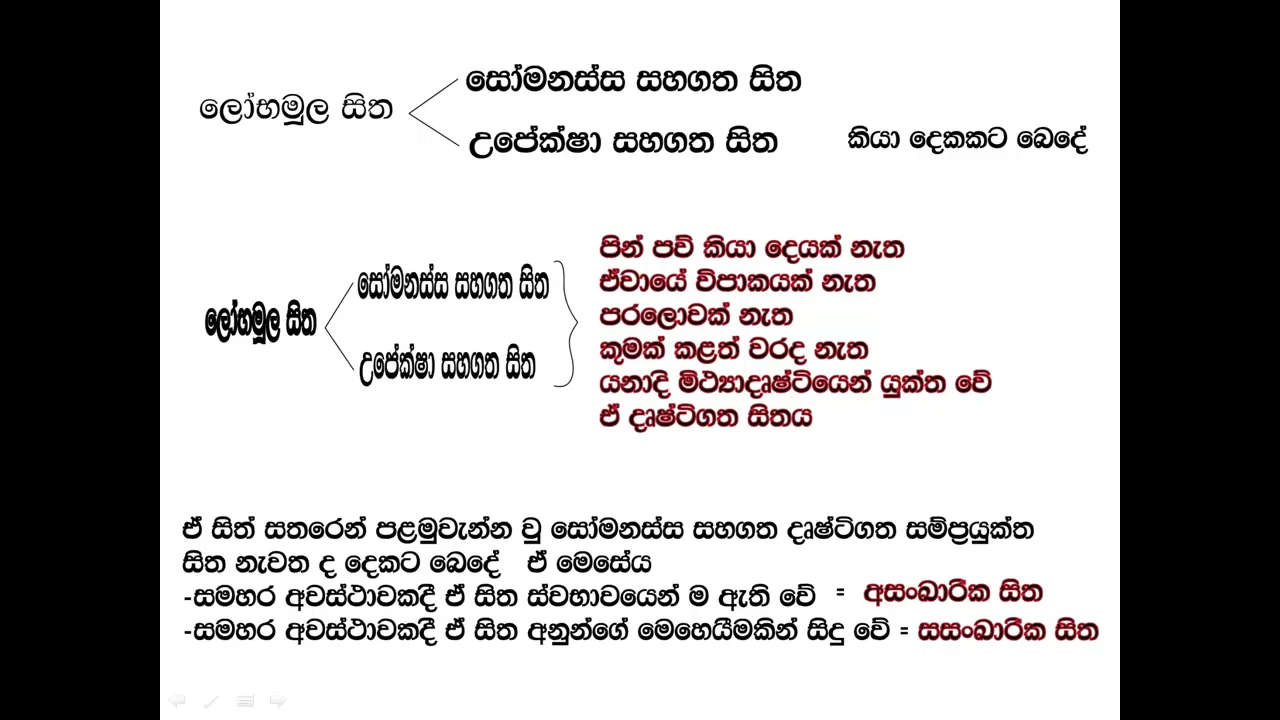 සෝමනස්ස සහගත සිත
ලෝභමූල සිත
උපේක්ෂා සහගත සිත කියා දෙකකට බෙදේ
පින් පව් කියා දෙයක් නැත
ඒවායේ විපාකයක් නැත
සෝමනස්ස සහගත සිත
පරලොවක් නැත
ලෝභමූල සිත
කුමක් කළත් වරද නැත
උපේක්ෂා සහගත සිත
යනාදි මිථ්‍යාදෘෂ්ටියෙන් යුක්ත වේ
ඒ දෘෂ්ටිගත සිතය
ඒ සිත් සතරෙන් පළමුවැන්න වු සෝමනස්ස සහගත දෘෂ්ටිගත සම්ප්‍රයුක්ත
සිත නැවත ද දෙකට බෙදේ ඒ මෙසේය
-සමහර අවස්ථාවකදී ඒ සිත ස්වභාවයෙන් ම ඇති වේ = අසංඛාරික සිත
-සමහර අවස්ථාවකදී ඒ සිත අනුන්ගේ මෙහෙයීමකින් සිදු වේ = සසංඛාරික සිත